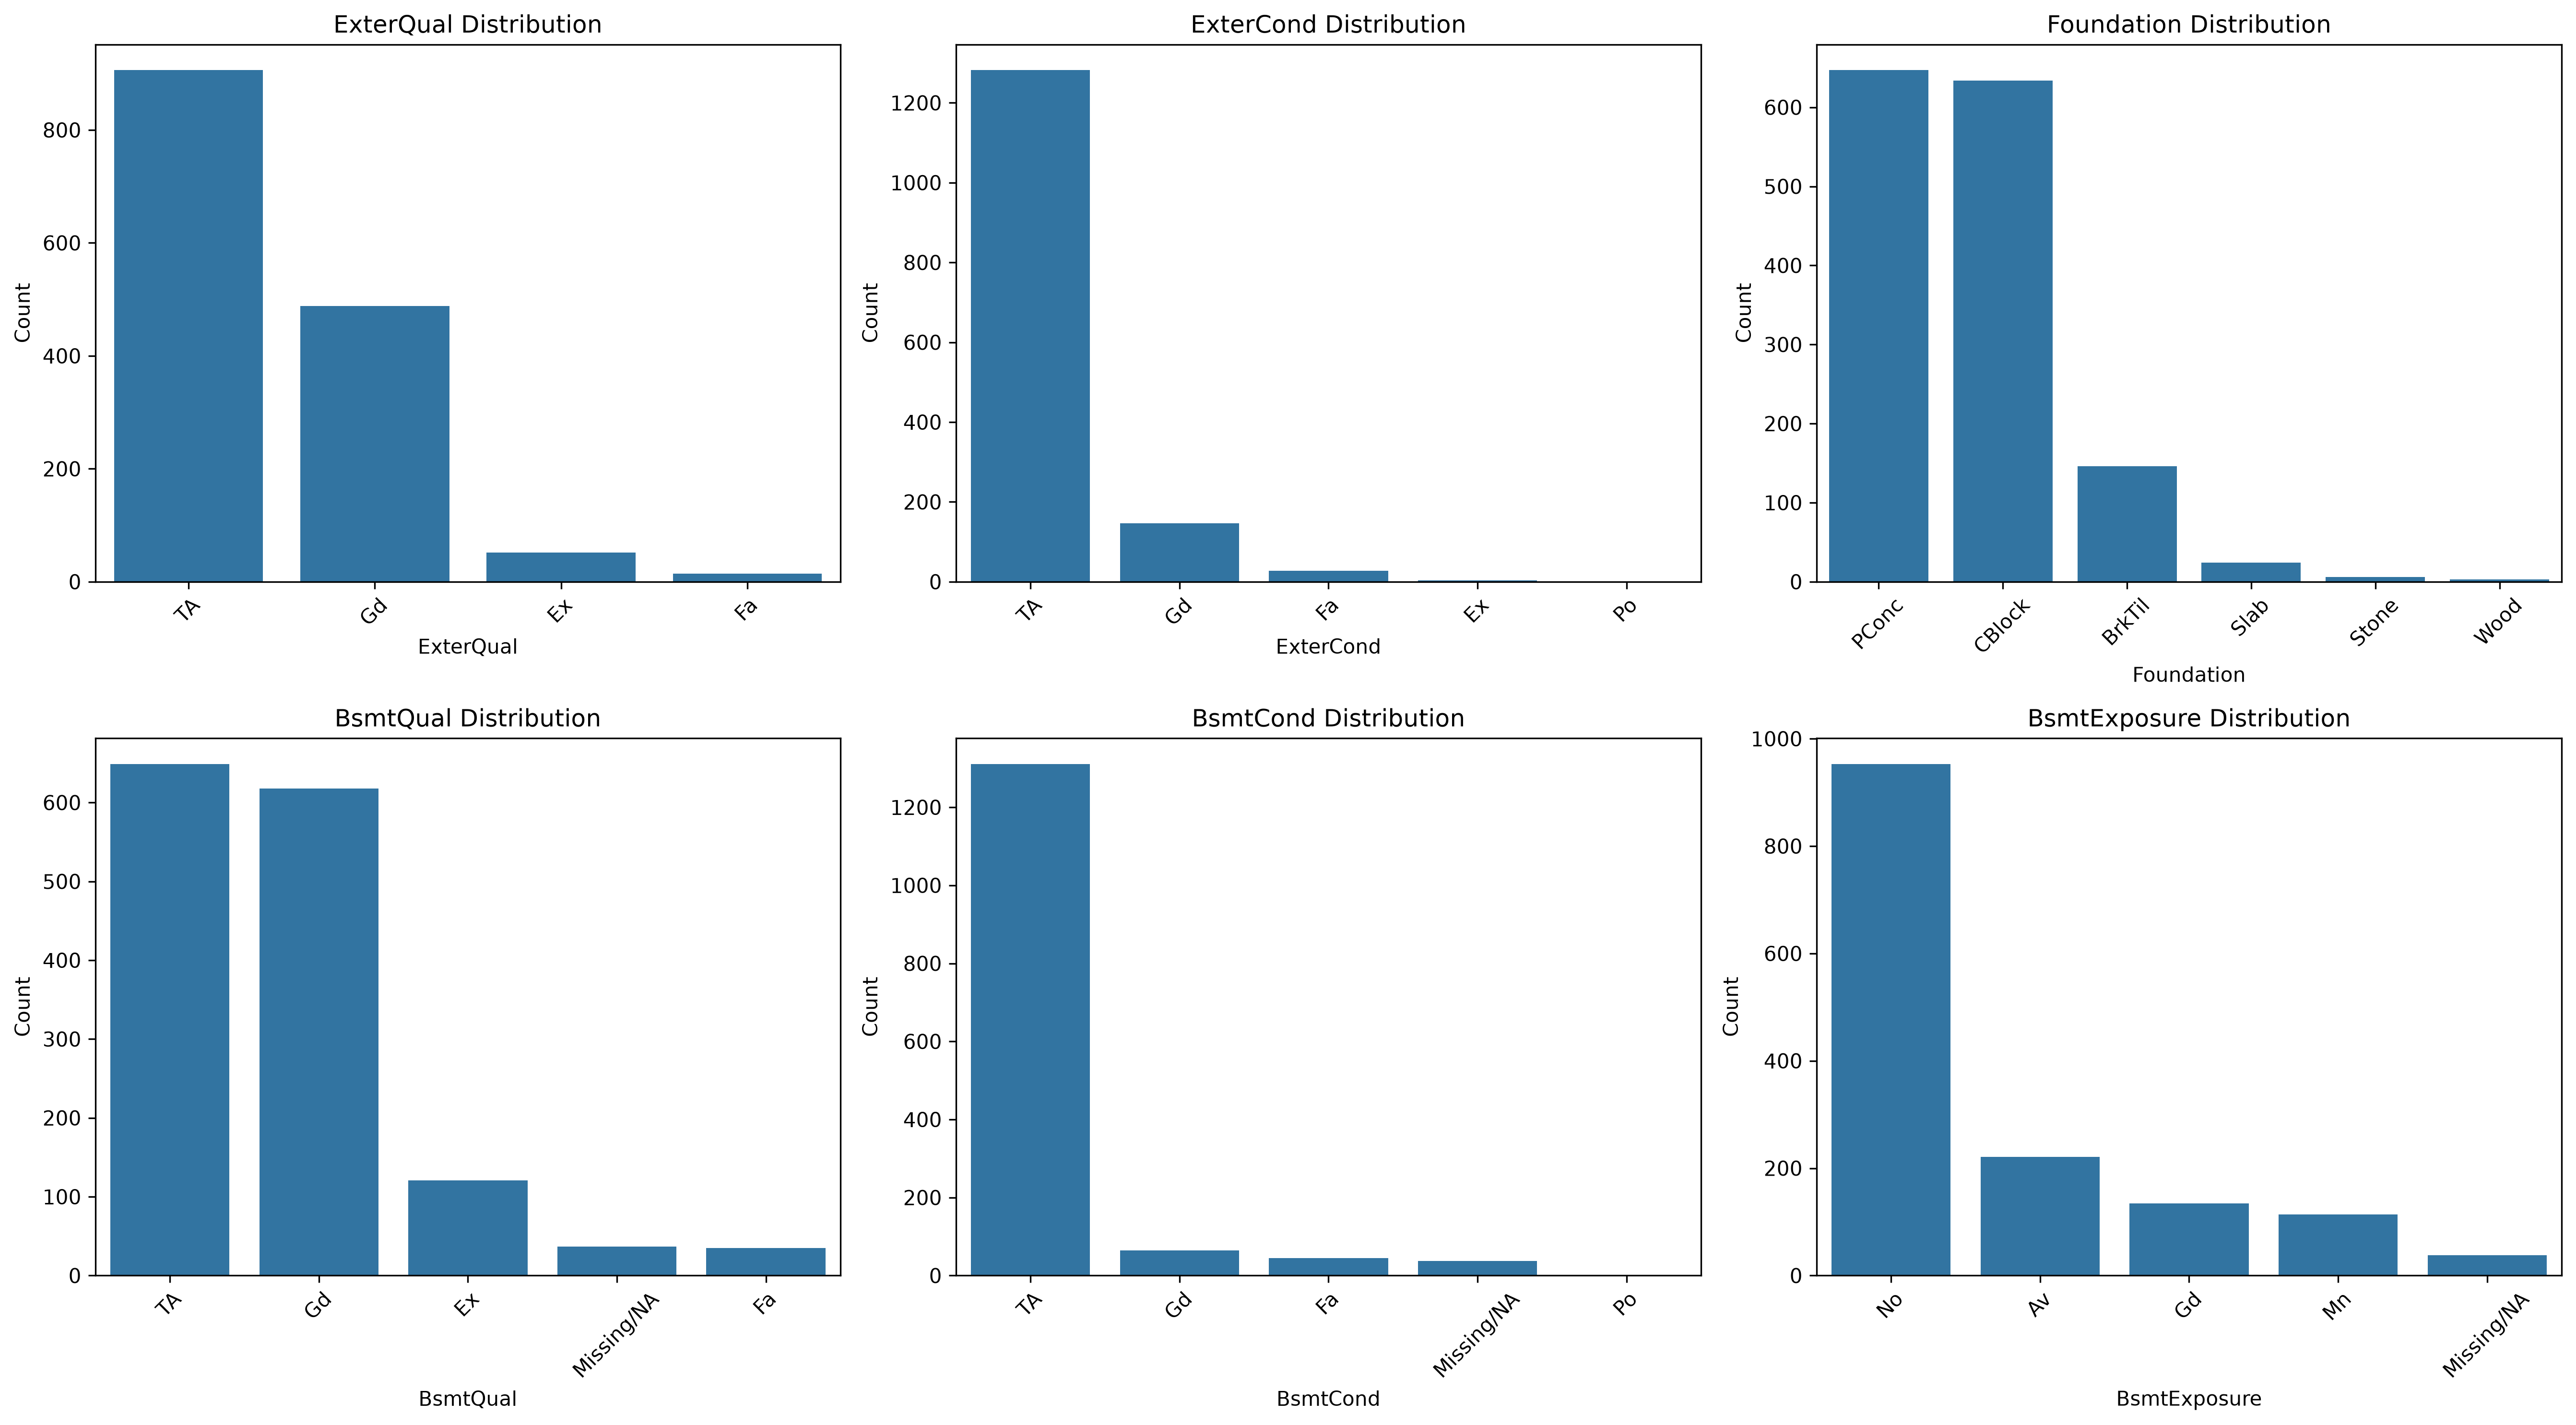 ExterQual Distribution
Count
800
600
400
200
0
TA
Gd
Ex
Fa
ExterQual
ExterCond Distribution
Count
1200
1000
800
600
400
200
0
TA
Gd
Fa
Ex
Po
ExterCond
Foundation Distribution
Count
600
500
400
300
200
100
0
PConc
CBlock
BrkTil
Slab
Stone
Wood
Foundation
BsmtQual Distribution
Count
600
500
400
300
200
100
0
TA
Gd
Ex
Missing/NA
Fa
BsmtQual
BsmtCond Distribution
Count
1200
1000
800
600
400
200
0
TA
Gd
Fa
Missing/NA
Po
BsmtCond
BsmtExposure Distribution
Count
1000
800
600
400
200
0
No
Av
Gd
Mn
Missing/NA
BsmtExposure